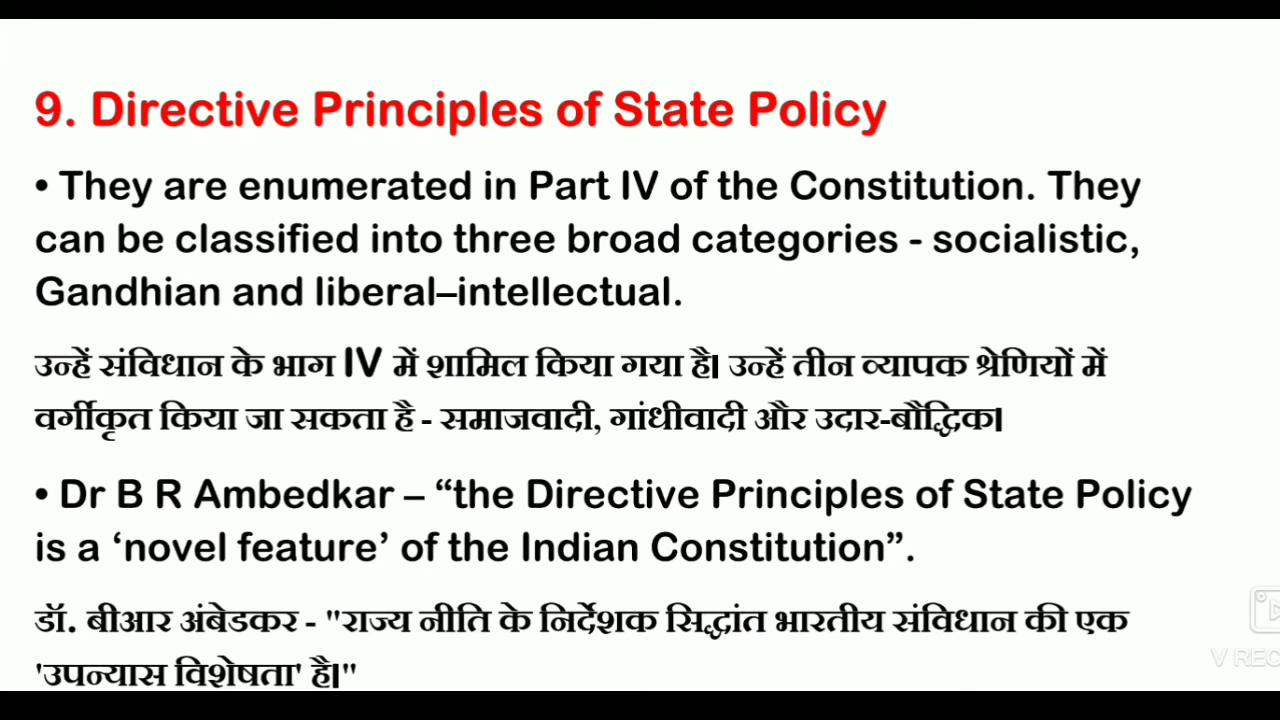 9. Directive Principles of State Policy
• They are enumerated in Part IV of the Constitution. They
can be classified into three broad categories - socialistic,
Gandhian and liberal–intellectual.
उन्हें संविधान के भाग IV में शामिल किया गया है। उन्हें तीन व्यापक श्रेणियों में
वर्गीकृत किया जा सकता है - समाजवादी, गांधीवादी और उदार-बौद्धिक।
• Dr B R Ambedkar – “the Directive Principles of State Policy
is a ‘novel feature’ of the Indian Constitution”.
डॉ. बीआर अंबेडकर - "राज्य नीति के निर्देशक सिद्धांत भारतीय संविधान की एक
'उपन्यास विशेषता' है।"
V REC